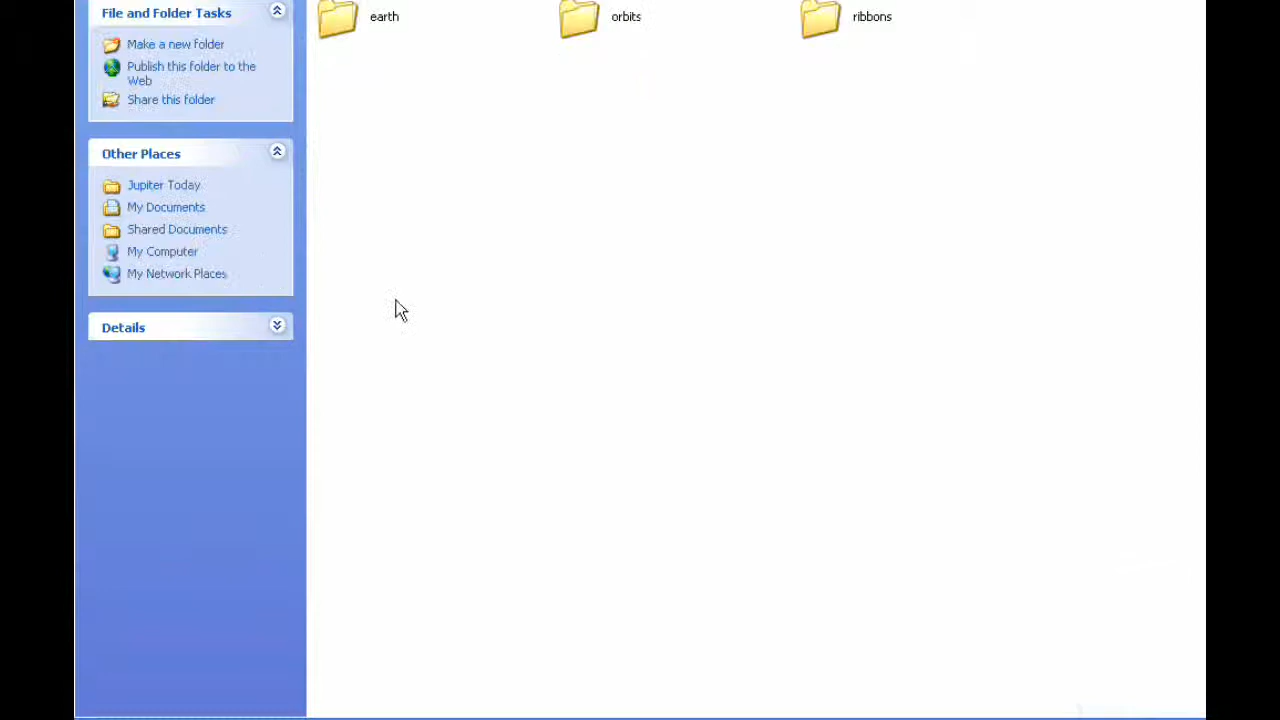 File and Folder Tasks
Make a new folder
Publish this folder to the
Web
Share this folder
Other Places
Jupiter Today
My Documents
Shared Documents
My Computer
My Network Places
Details
earth
orbits
ribbons